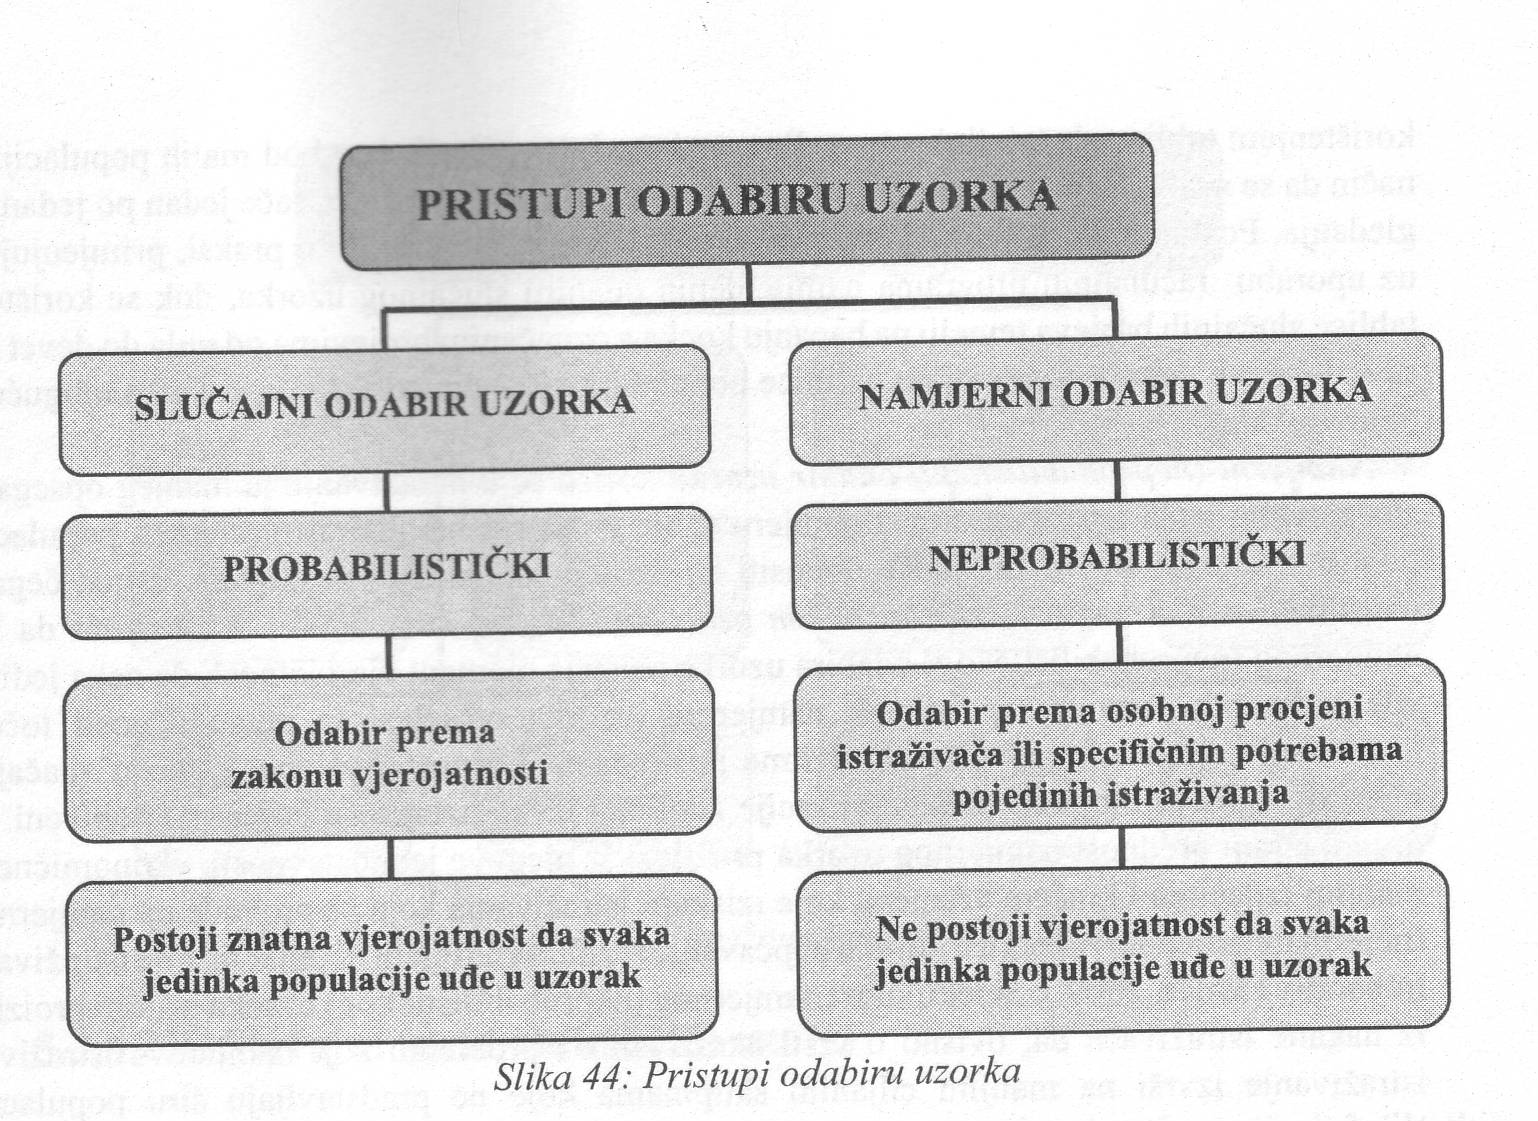 PRISTUPI ODABIRU UZORKA
SLUČAJNI ODABIR UZORKA
NAMJERNI ODABIR UZORKA
PROBABILISTIČKI
NEPROBABILISTIČKI
Odabir prema
zakonu vjerojatnosti
Odabir prema osobnoj procjeni
istraživača ili specifičnim potrebama
pojedinih istraživanja
Postoji znatna vjerojatnost da svaka
jedinka populacije uđe u uzorak
Ne postoji vjerojatnost da svaka
jedinka populacije uđe u uzorak
Slika 44: Pristupi odabiru uzorka